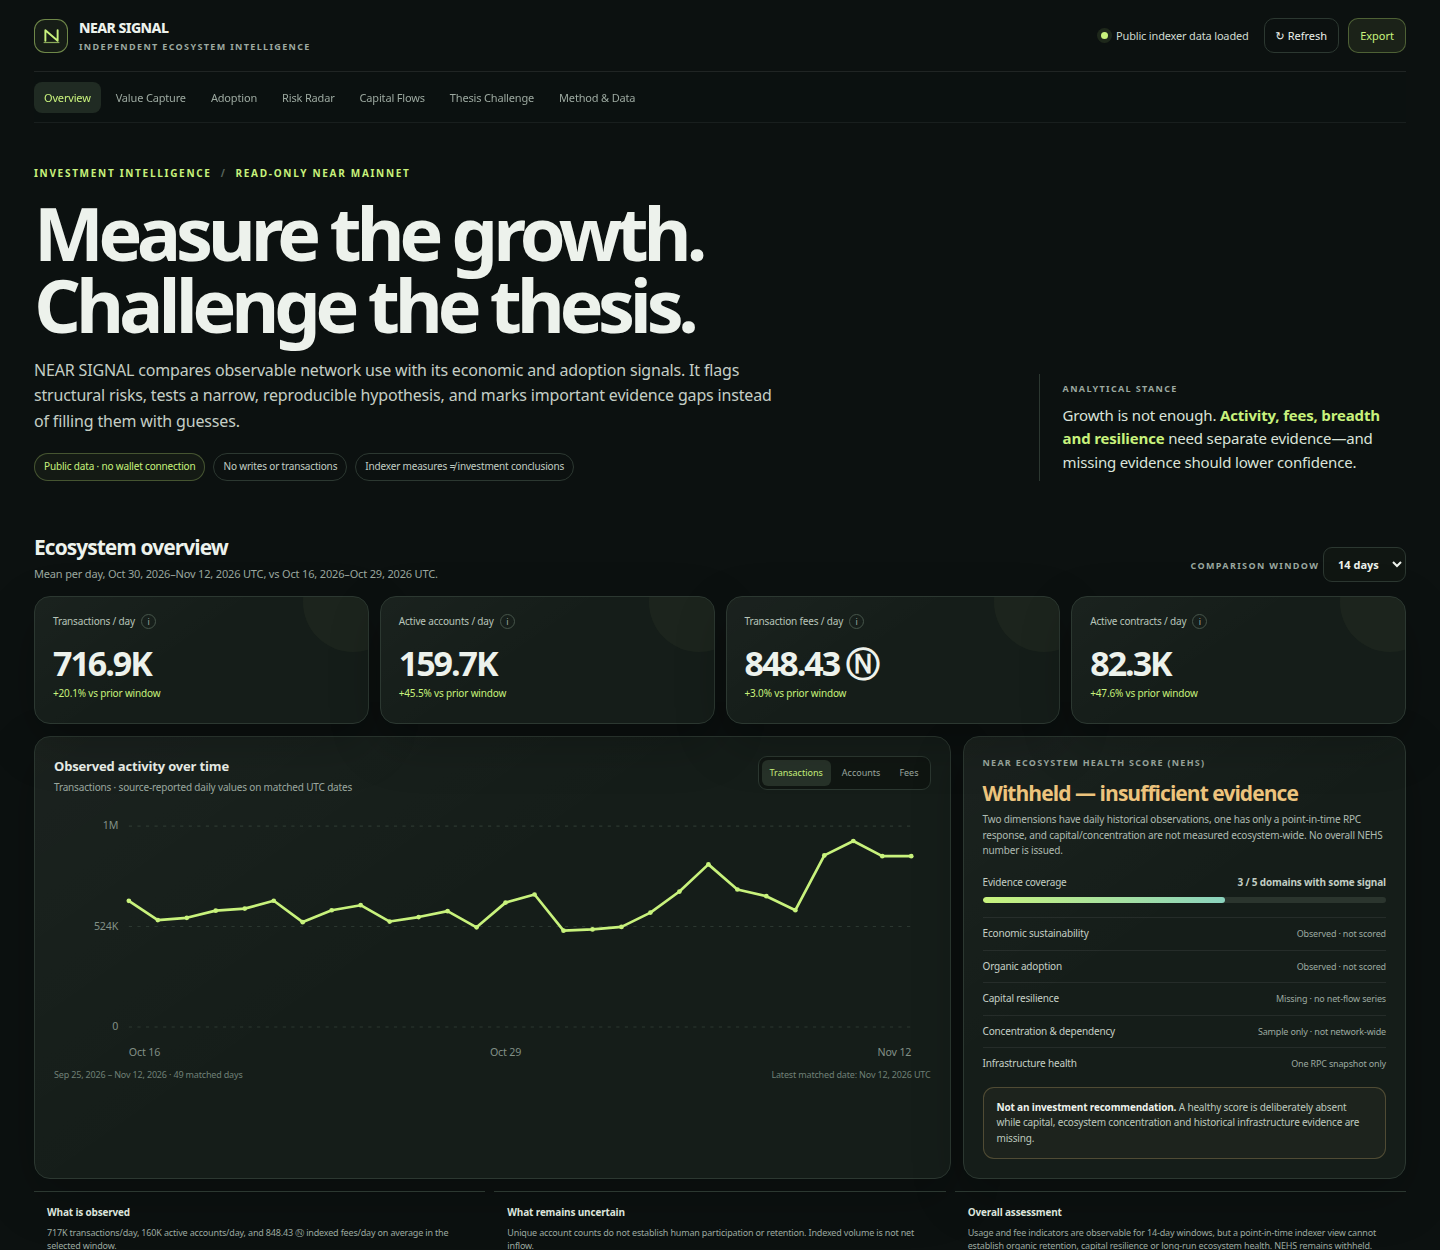 NEAR SIGNAL
INDEPENDENT ECOSYSTEM INTELLIGENCE
Public indexer data loaded
↻ Refresh
Export
Overview
Value Capture
Adoption
Risk Radar
Capital Flows
Thesis Challenge
Method & Data
INVESTMENT INTELLIGENCE / READ-ONLY NEAR MAINNET
Measure the growth.
Challenge the thesis.
NEAR SIGNAL compares observable network use with its economic and adoption signals. It flags
structural risks, tests a narrow, reproducible hypothesis, and marks important evidence gaps instead
of filling them with guesses.
Public data · no wallet connection
No writes or transactions
Indexer measures ≠ investment conclusions
ANALYTICAL STANCE
Growth is not enough. Activity, fees, breadth
and resilience need separate evidence—and
missing evidence should lower confidence.
Ecosystem overview
Mean per day, Oct 30, 2026–Nov 12, 2026 UTC, vs Oct 16, 2026–Oct 29, 2026 UTC.
COMPARISON WINDOW
14 days
Transactions / day i
716.9K
+20.1% vs prior window
Active accounts / day i
159.7K
+45.5% vs prior window
Transaction fees / day i
848.43 Ⓝ
+3.0% vs prior window
Active contracts / day i
82.3K
+47.6% vs prior window
Observed activity over time
Transactions · source-reported daily values on matched UTC dates
Transactions
Accounts
Fees
1M
524K
0
Oct 16
Oct 29
Nov 12
Sep 25, 2026 – Nov 12, 2026 · 49 matched days
Latest matched date: Nov 12, 2026 UTC
NEAR ECOSYSTEM HEALTH SCORE (NEHS)
Withheld — insufficient evidence
Two dimensions have daily historical observations, one has only a point-in-time RPC
response, and capital/concentration are not measured ecosystem-wide. No overall NEHS
number is issued.
Evidence coverage
3 / 5 domains with some signal
Economic sustainability
Observed · not scored
Organic adoption
Observed · not scored
Capital resilience
Missing · no net-flow series
Concentration & dependency
Sample only · not network-wide
Infrastructure health
One RPC snapshot only
Not an investment recommendation. A healthy score is deliberately absent
while capital, ecosystem concentration and historical infrastructure evidence are
missing.
What is observed
717K transactions/day, 160K active accounts/day, and 848.43 Ⓝ indexed fees/day on average in the
selected window.
What remains uncertain
Unique account counts do not establish human participation or retention. Indexed volume is not net
inflow.
Overall assessment
Usage and fee indicators are observable for 14-day windows, but a point-in-time indexer view cannot
establish organic retention, capital resilience or long-run ecosystem health. NEHS remains withheld.